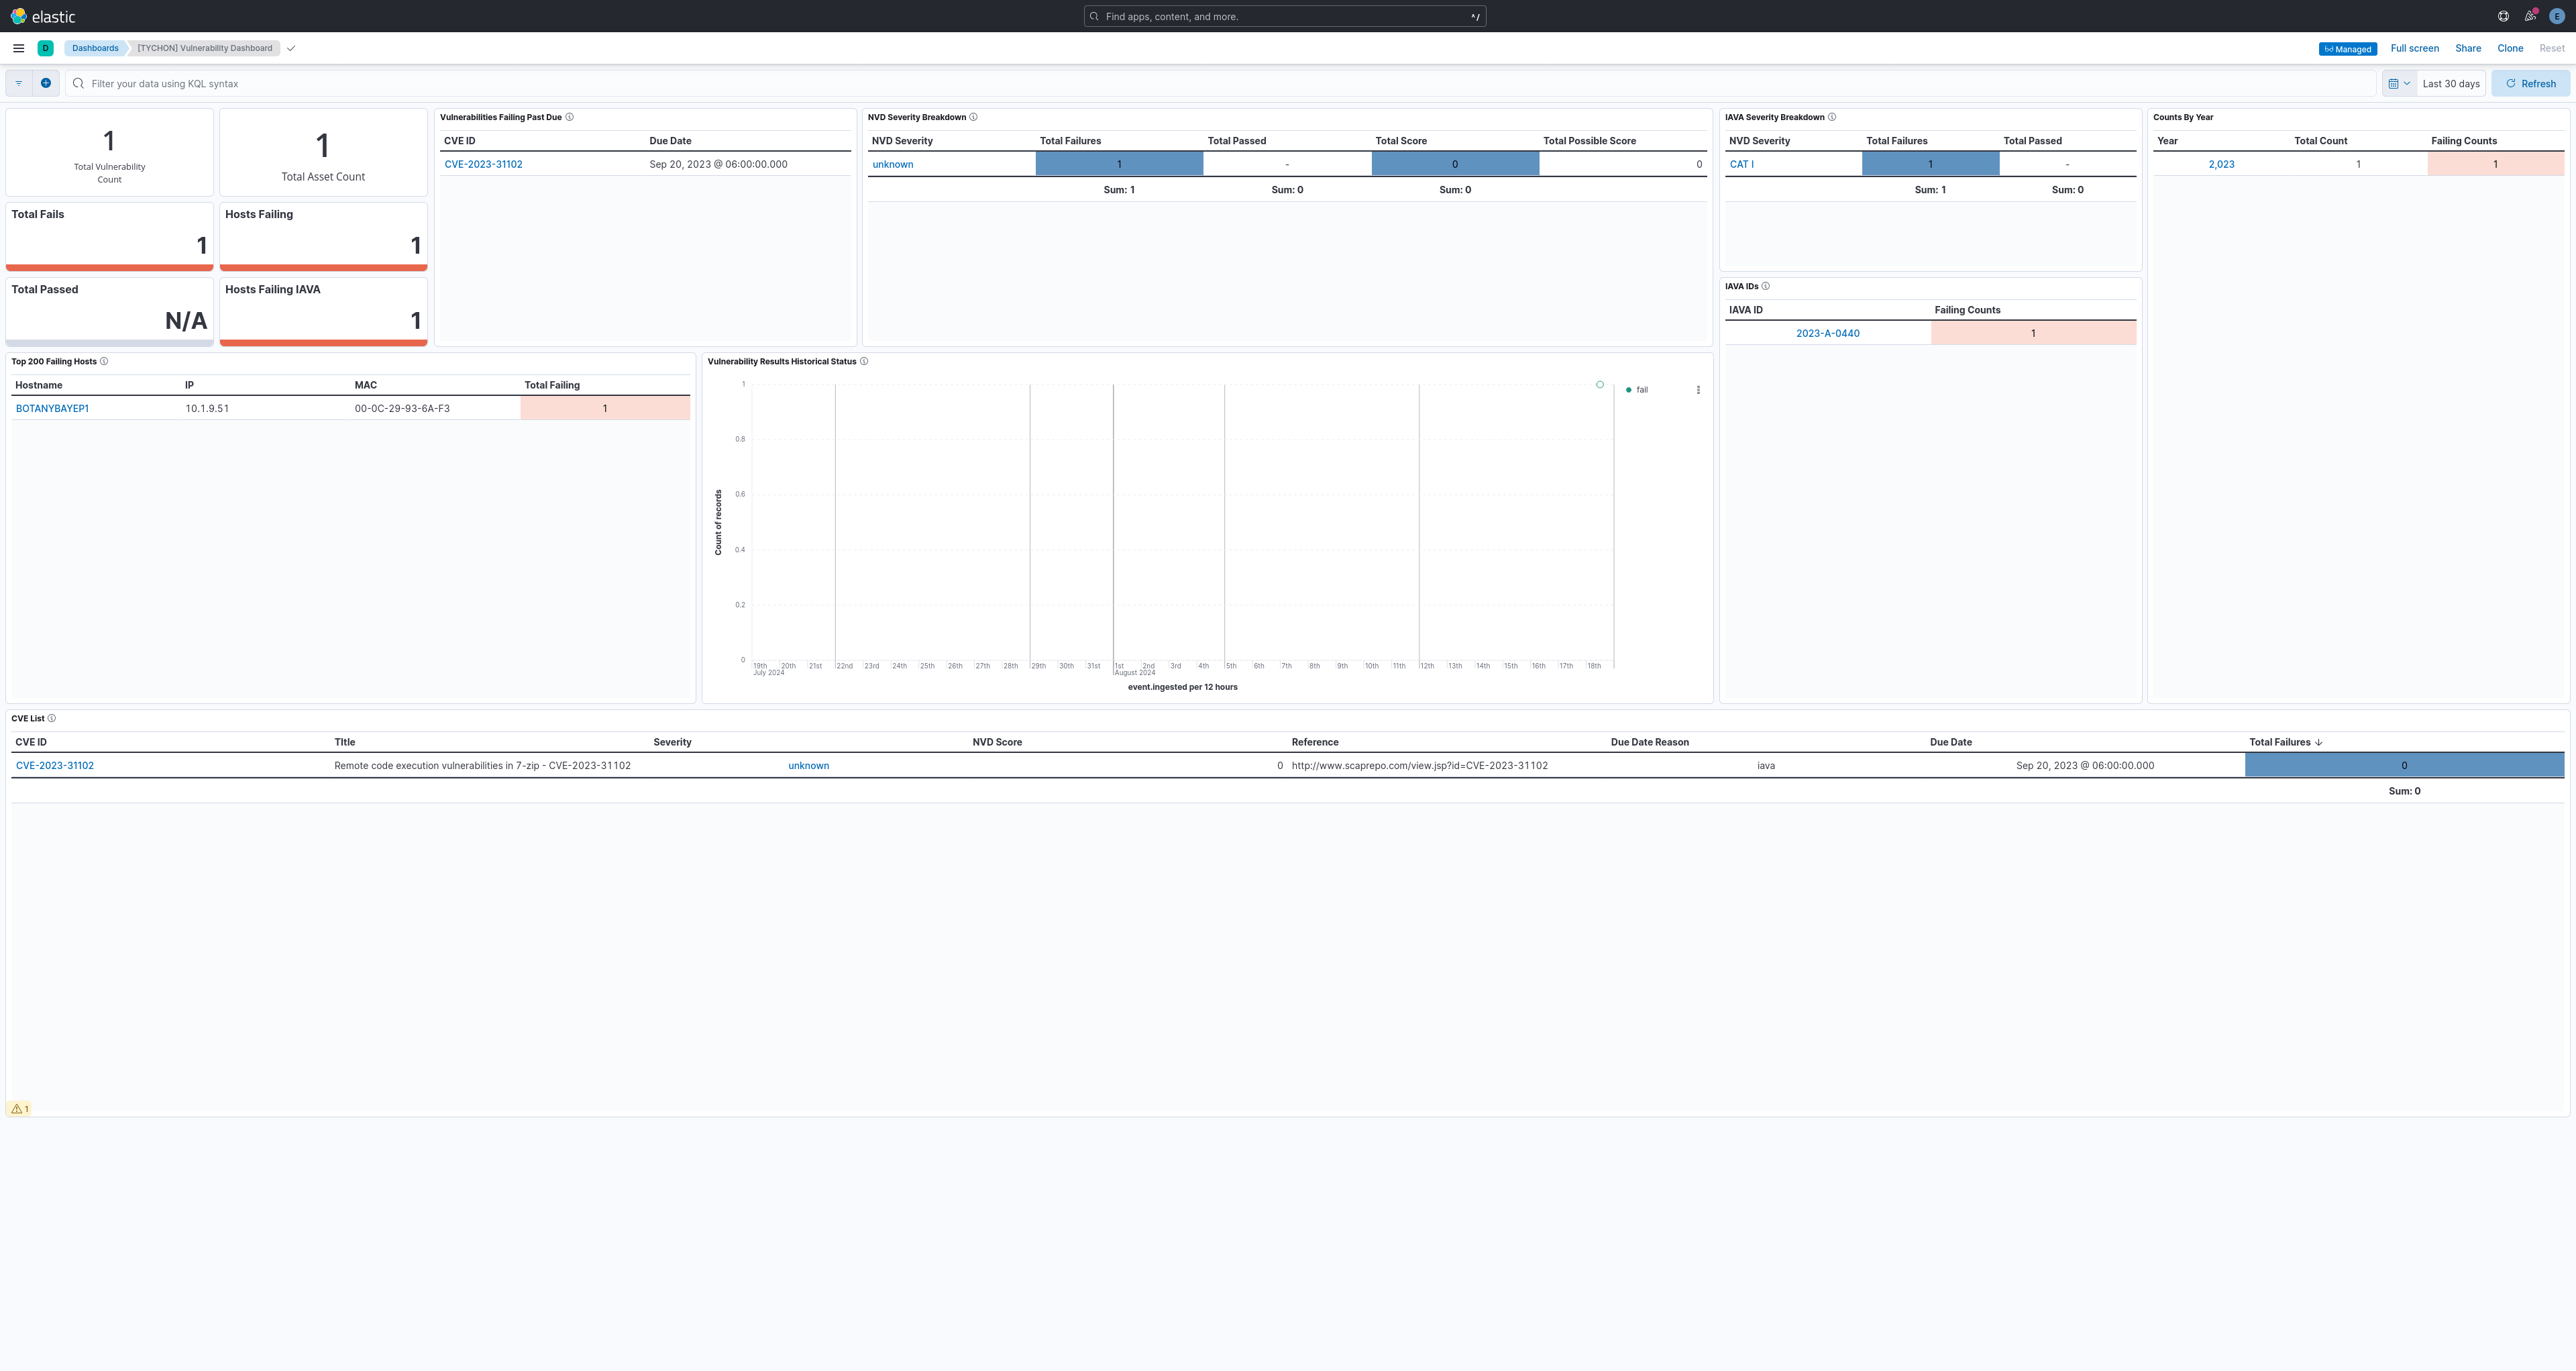 elastic
Find apps, content, and more.
^/
E
D
Dashboards
[TYCHON] Vulnerability Dashboard
Managed
Full screen
Share
Clone
Reset
Filter your data using KQL syntax
Last 30 days
Refresh
1
Total Vulnerability
Count
1
Total Asset Count
Total Fails
1
Hosts Failing
1
Total Passed
N/A
Hosts Failing IAVA
1
Vulnerabilities Failing Past Due
CVE ID Due Date
CVE-2023-31102 Sep 20, 2023 @ 06:00:00.000
NVD Severity Breakdown
NVD Severity Total Failures Total Passed Total Score Total Possible Score
unknown 1 - 0 0
Sum: 1 Sum: 0 Sum: 0
IAVA Severity Breakdown
NVD Severity Total Failures Total Passed
CAT I 1 -
Sum: 1 Sum: 0
IAVA IDs
IAVA ID Failing Counts
2023-A-0440 1
Counts By Year
Year Total Count Failing Counts
2,023 1 1
Top 200 Failing Hosts
Hostname IP MAC Total Failing
BOTANYBAYEP1 10.1.9.51 00-0C-29-93-6A-F3 1
Vulnerability Results Historical Status
1
0.8
0.6
0.4
0.2
0
Count of records
19th 20th 21st 22nd 23rd 24th 25th 26th 27th 28th 29th 30th 31st 1st 2nd 3rd 4th 5th 6th 7th 8th 9th 10th 11th 12th 13th 14th 15th 16th 17th 18th
July 2024 August 2024
event.ingested per 12 hours
fail
CVE List
CVE ID TItle Severity NVD Score Reference Due Date Reason Due Date Total Failures
CVE-2023-31102 Remote code execution vulnerabilities in 7-zip - CVE-2023-31102 unknown 0 http://www.scaprepo.com/view.jsp?id=CVE-2023-31102 iava Sep 20, 2023 @ 06:00:00.000 0
Sum: 0
1